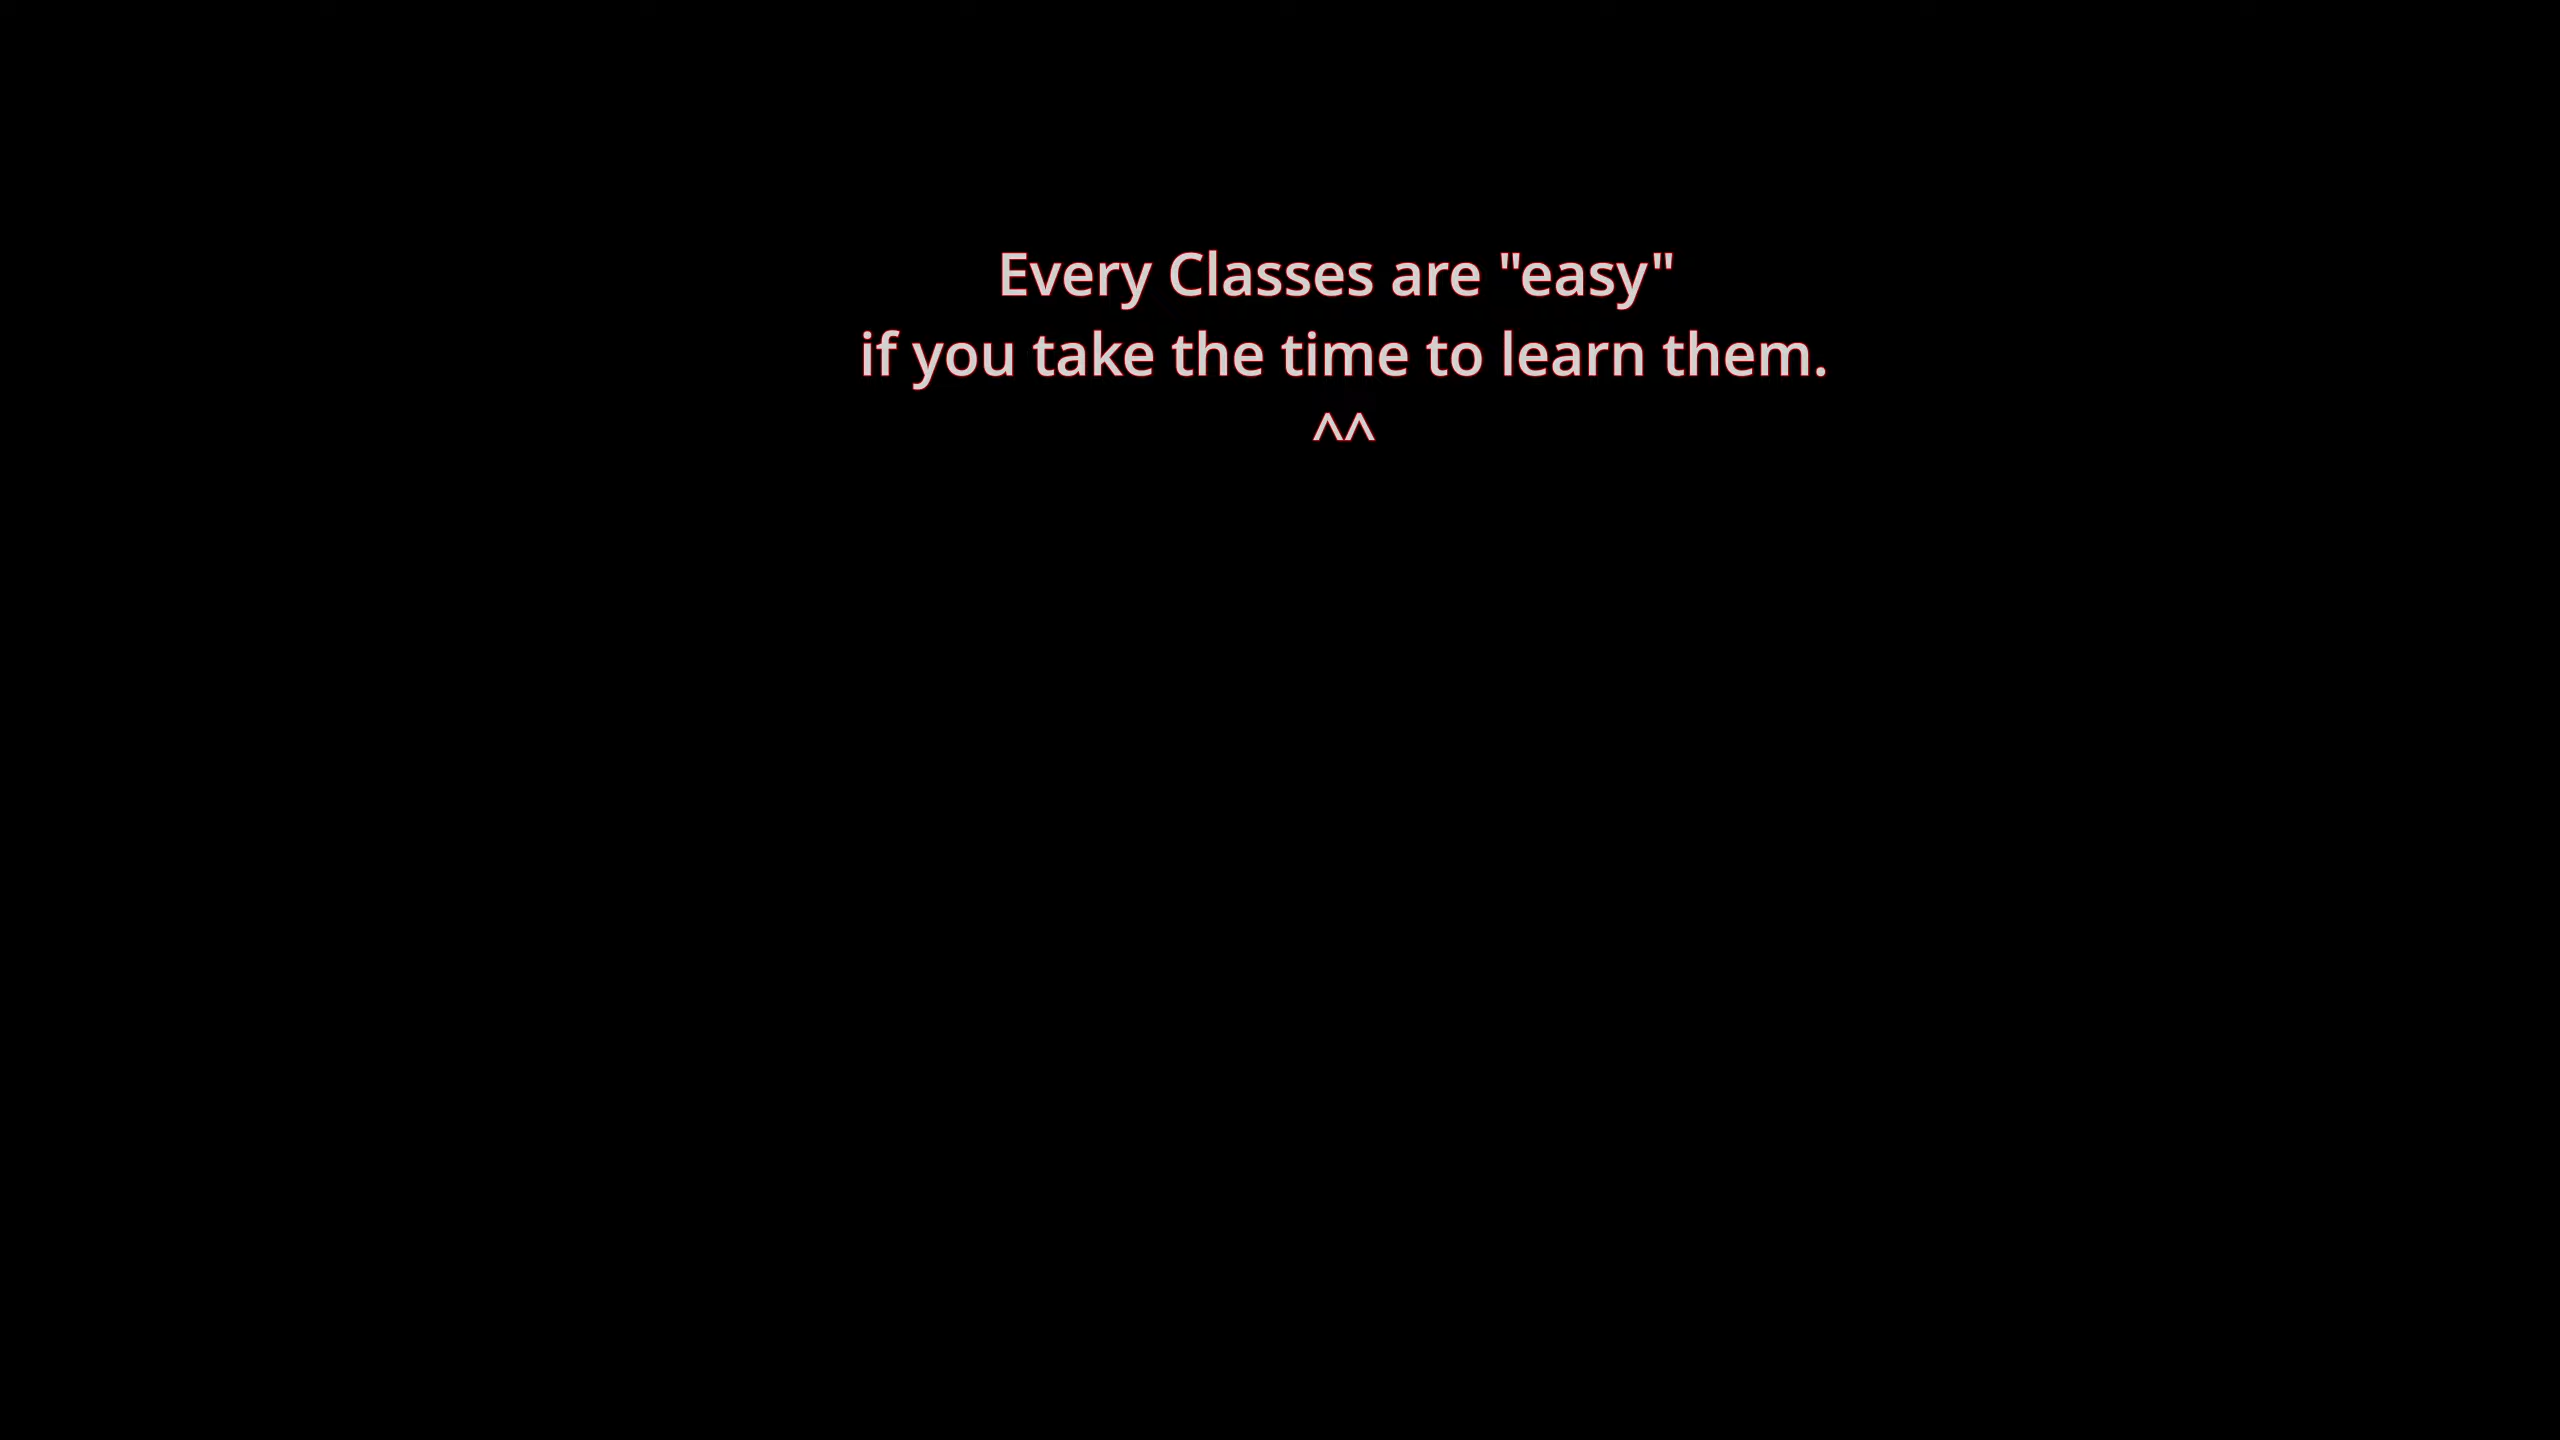 Every Classes are "easy"
if you take the time to learn them.
^^